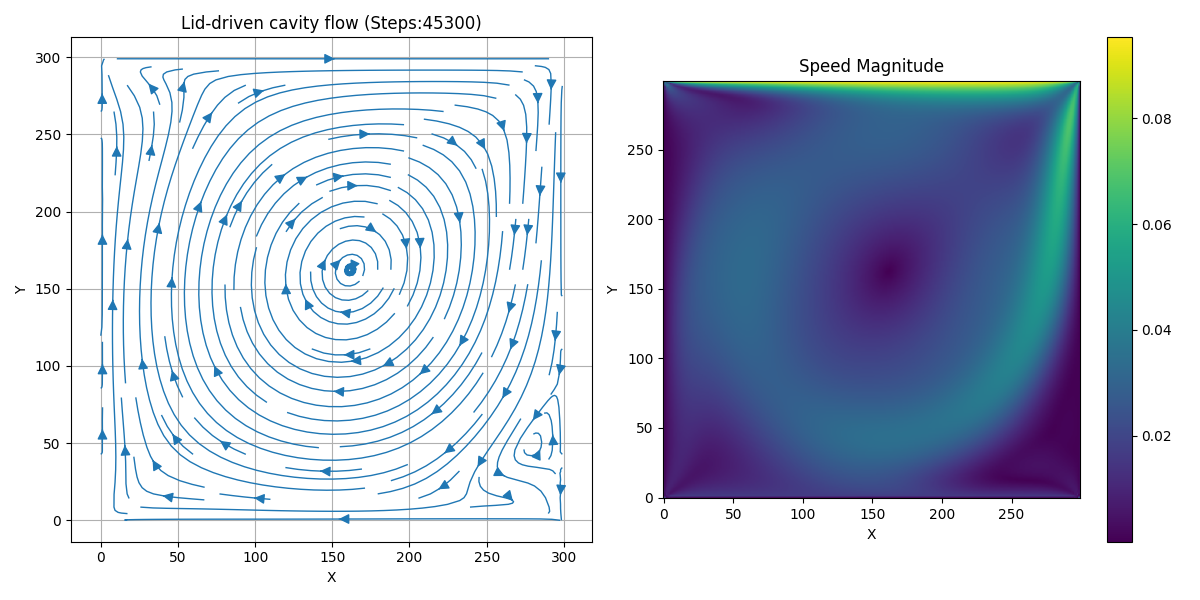 Lid-driven cavity flow (Steps:45300)
300
250
200
150
100
50
0
Y
0 50 100 150 200 250 300
X
Speed Magnitude
250
200
150
100
50
0
Y
0 50 100 150 200 250
X
0.08
0.06
0.04
0.02